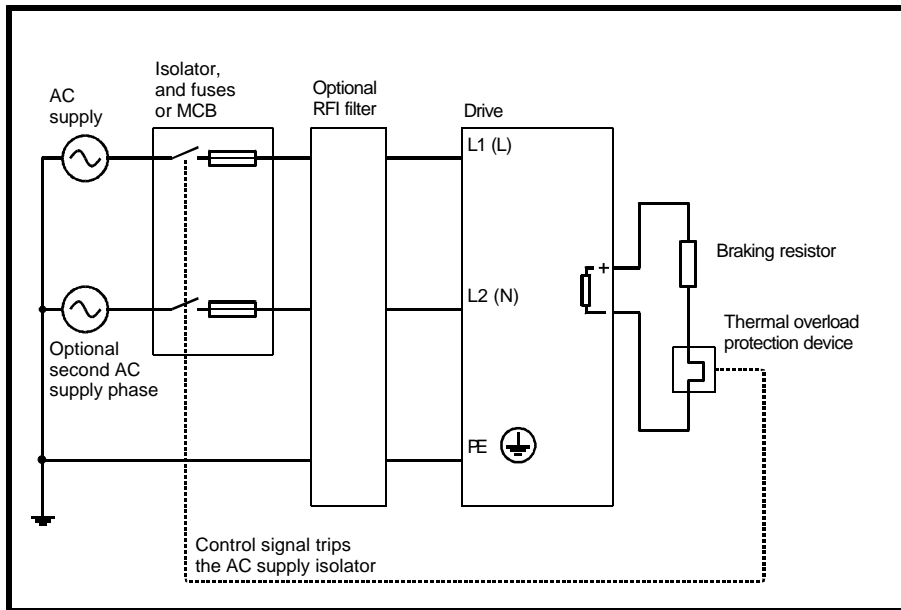 AC
supply
Isolator,
and fuses
or MCB
Optional
RFI filter
Drive
L1 (L)
L2 (N)
PE
+
Braking resistor
Thermal overload
protection device
Optional
second AC
supply phase
Control signal trips
the AC supply isolator